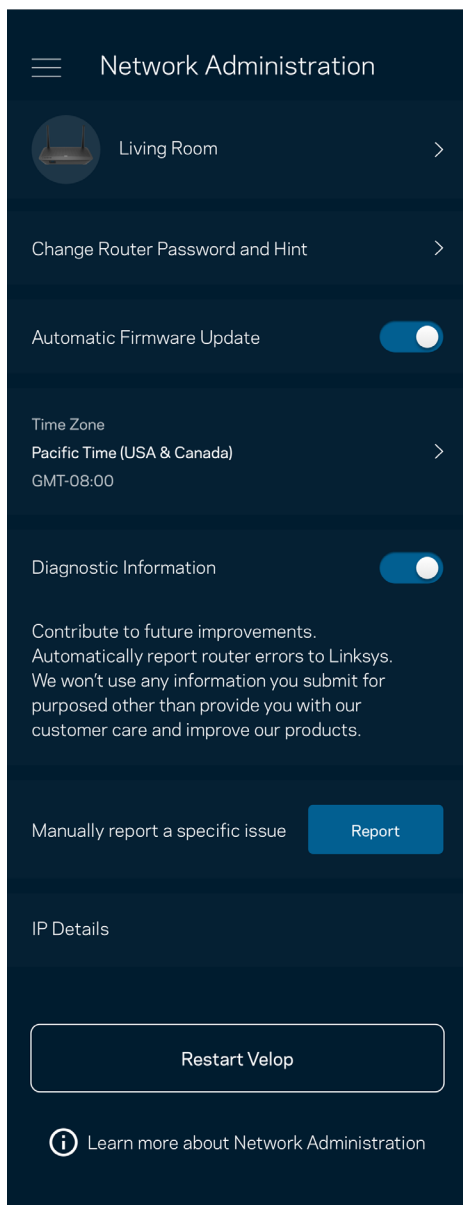 Network Administration
Living Room
Change Router Password and Hint
Automatic Firmware Update
Time Zone
Pacific Time (USA & Canada)
GMT-08:00
Diagnostic Information
Contribute to future improvements.
Automatically report router errors to Linksys.
We won't use any information you submit for
purposed other than provide you with our
customer care and improve our products.
Manually report a specific issue
Report
IP Details
Restart Velop
Learn more about Network Administration